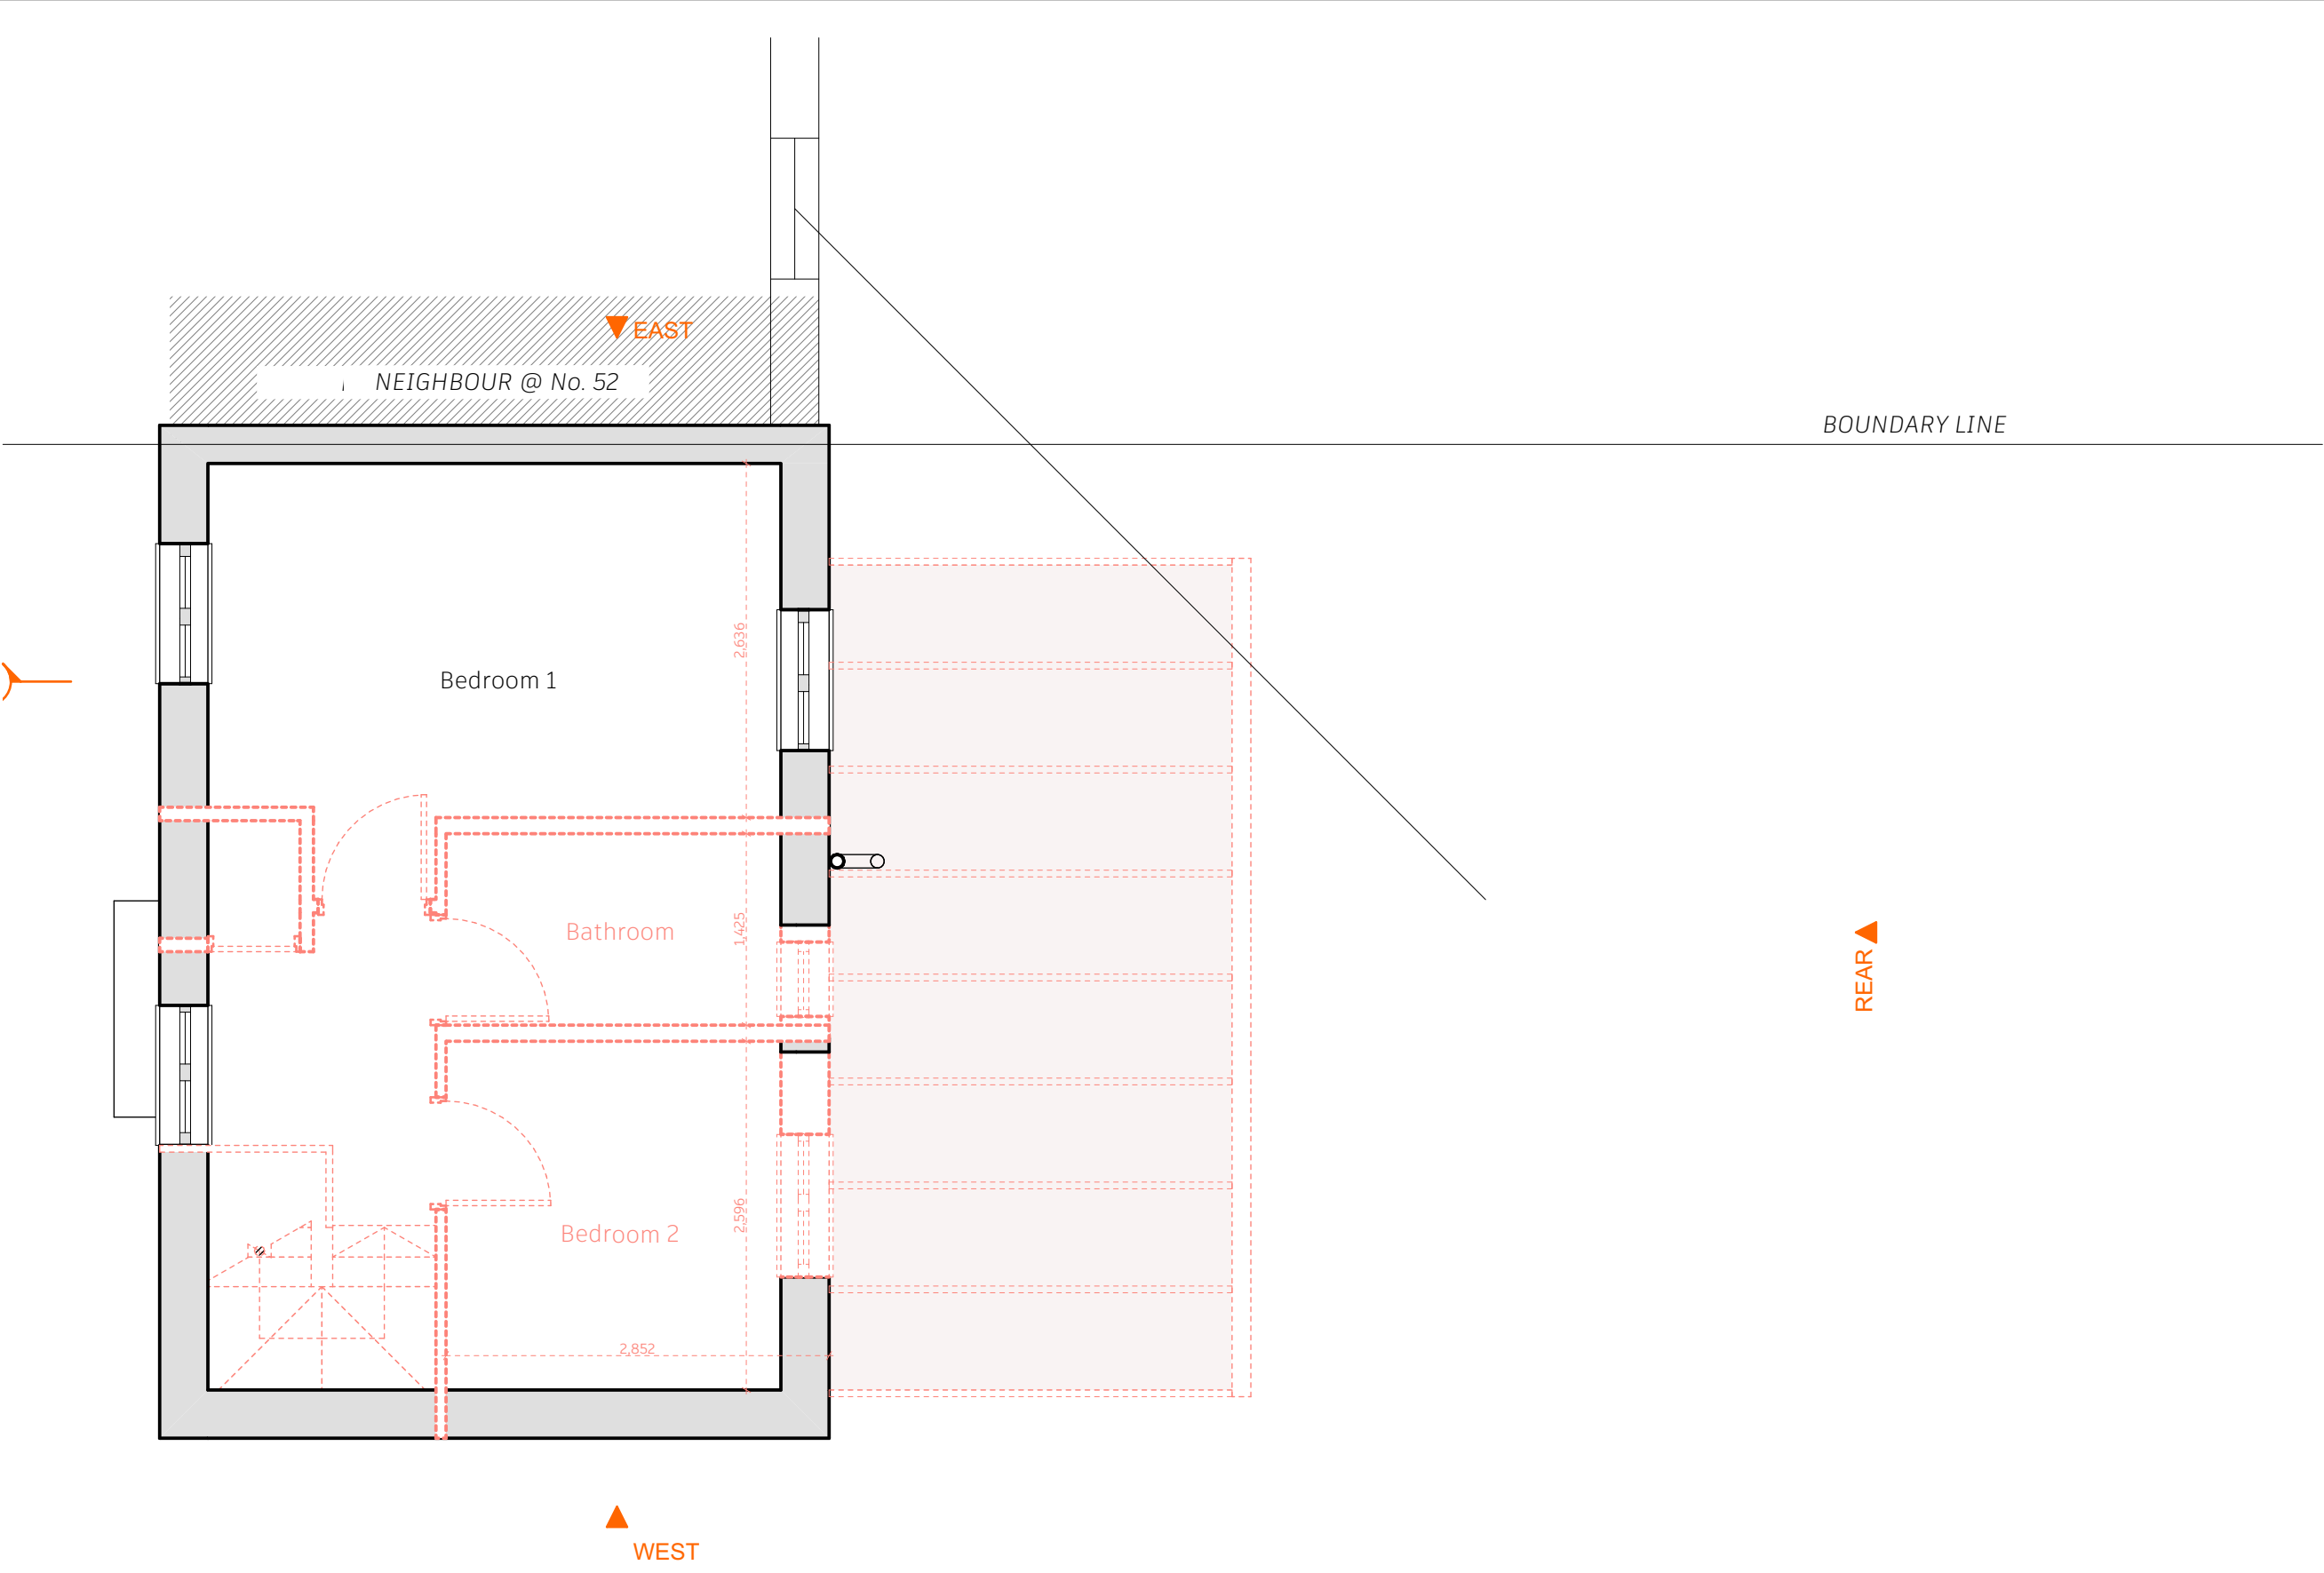 EAST
NEIGHBOUR @ No. 52
BOUNDARY LINE
2,636
Bedroom 1
Bathroom
1,425
REAR
2,596
Bedroom 2
2,852
WEST